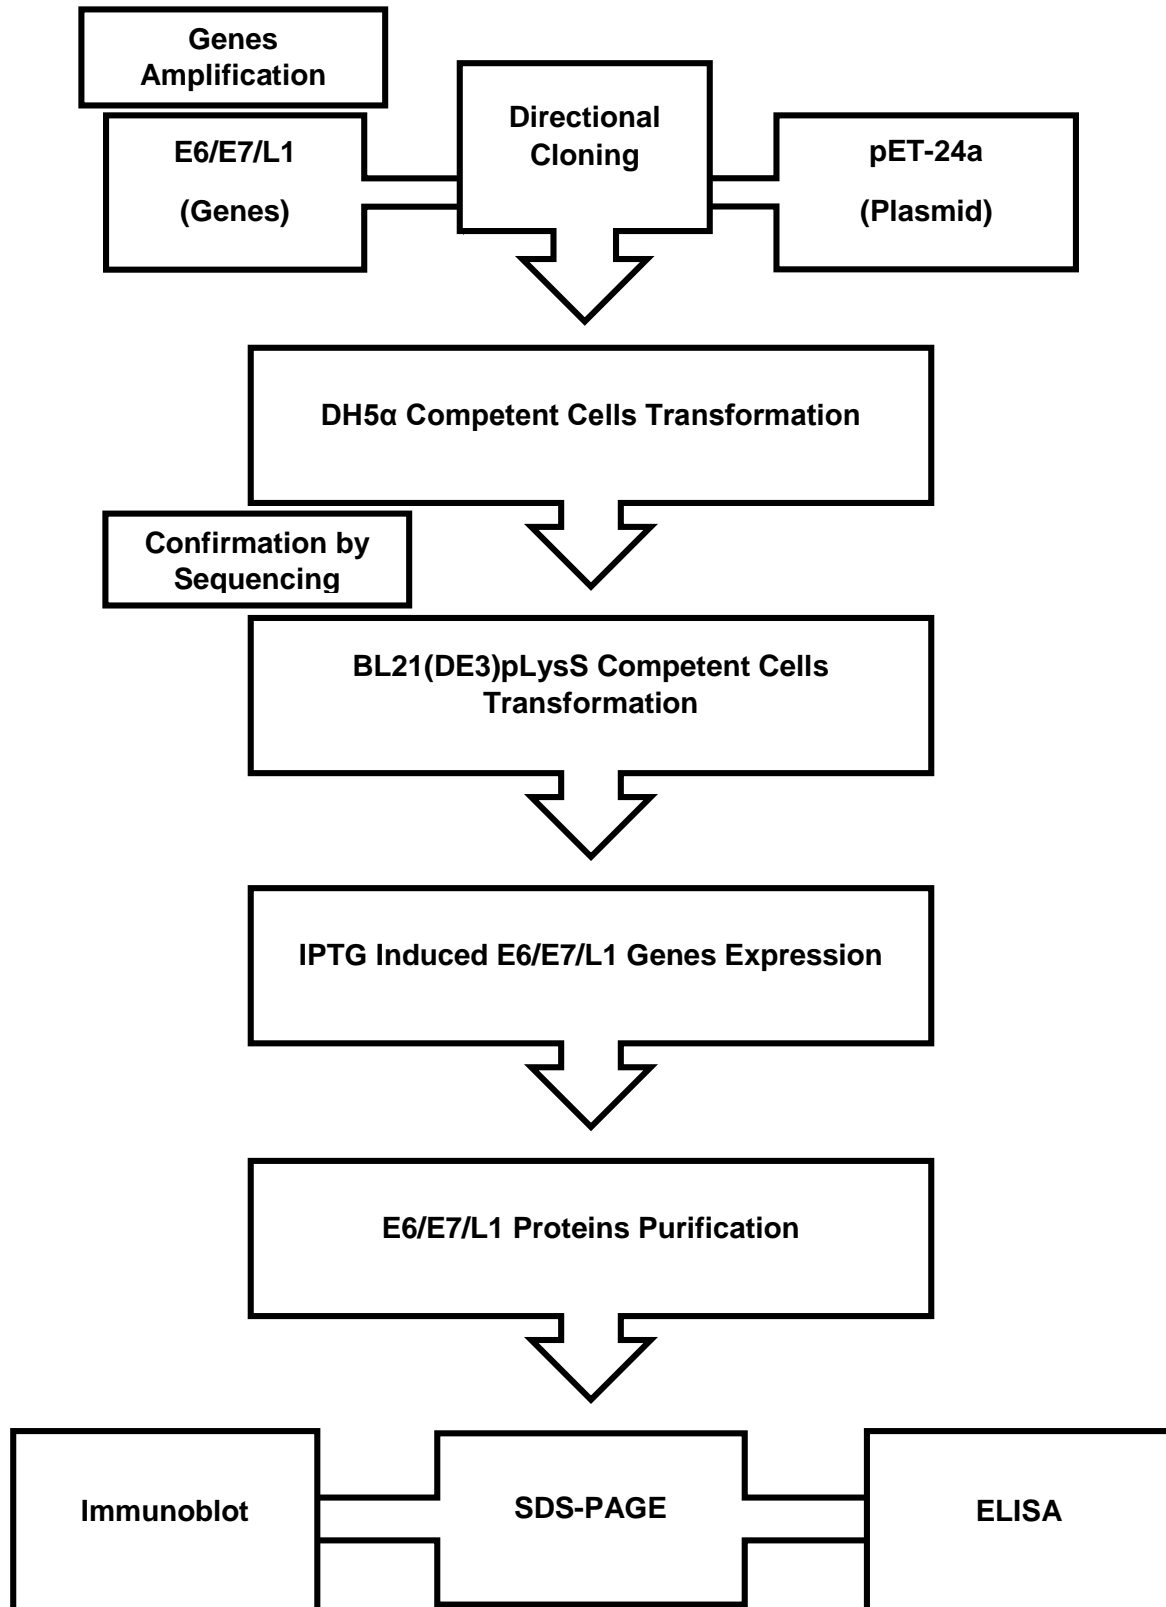 Genes
Amplification
E6/E7/L1
(Genes)
Directional
Cloning
pET-24a
(Plasmid)
DH5α Competent Cells Transformation
Confirmation by
Sequencing
BL21(DE3)pLysS Competent Cells
Transformation
IPTG Induced E6/E7/L1 Genes Expression
E6/E7/L1 Proteins Purification
Immunoblot
SDS-PAGE
ELISA